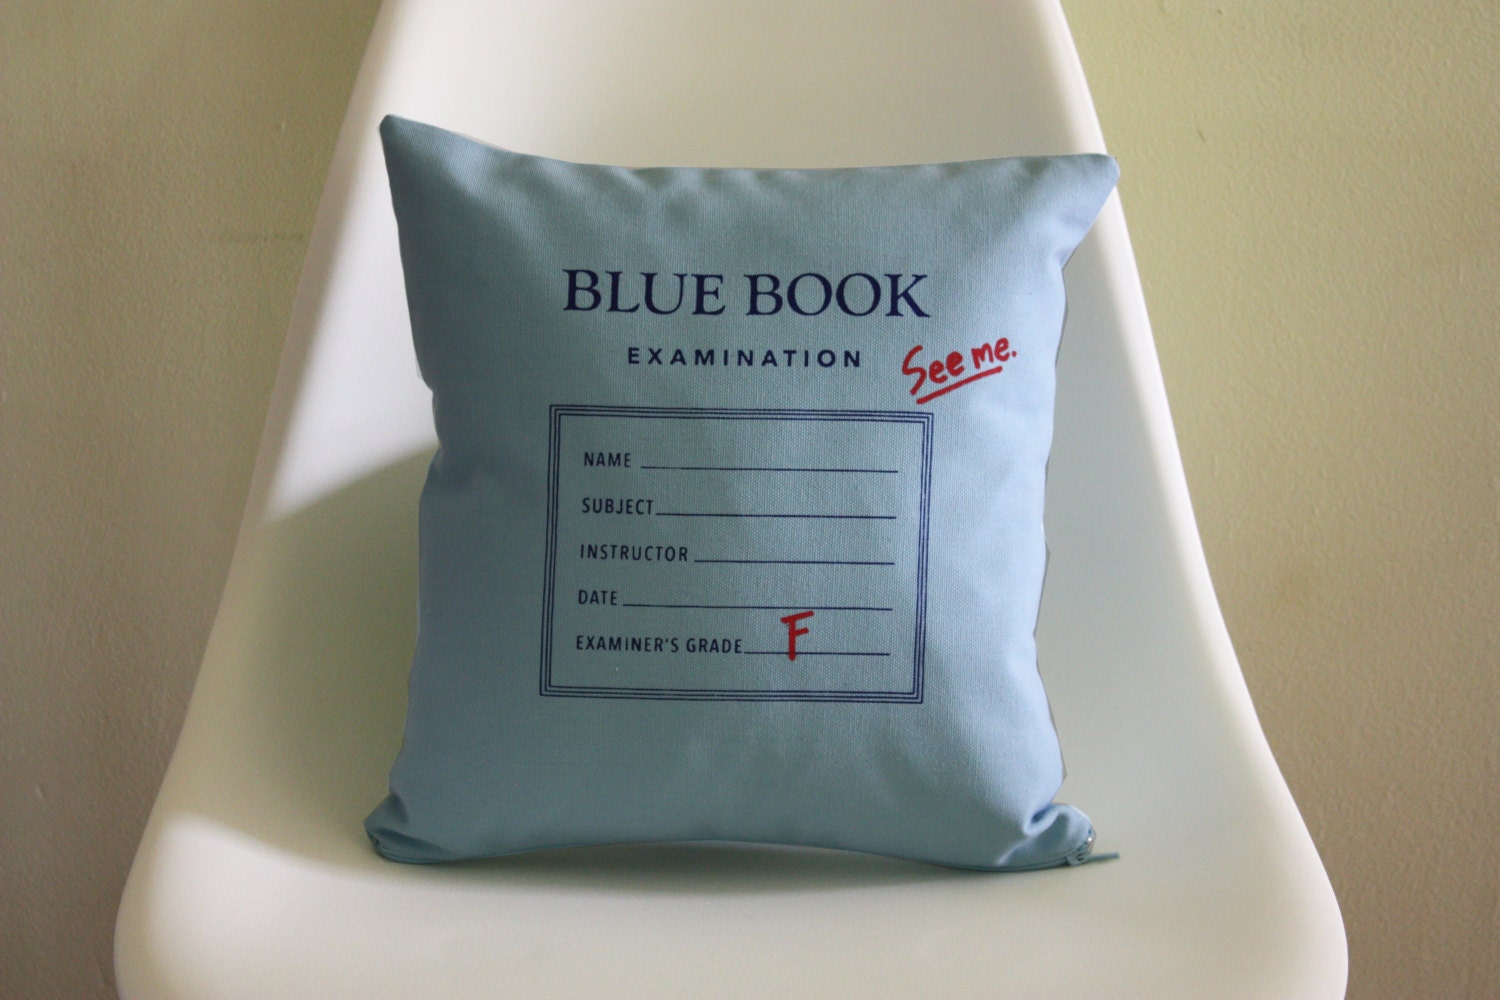 BLUE BOOK
EXAMINATION
See me.
NAME
SUBJECT
INSTRUCTOR
DATE
EXAMINER'S GRADE F